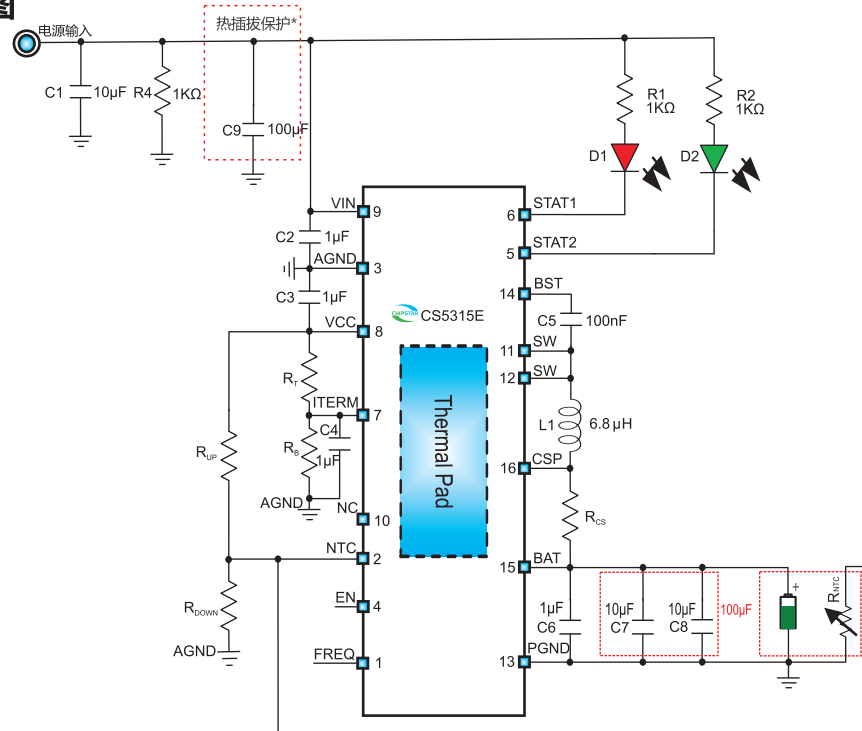 图
电源输入
热插拔保护*
C1
10μF
R4
1KΩ
C9
100μF
R1
1KΩ
R2
1KΩ
D1
D2
VIN
9
6
STAT1
C2
1μF
AGND
3
5
STAT2
C3
1μF
14
BST
CHIPSTAR
CS5315E
C5
100nF
VCC
8
11
SW
12
SW
RT
ITERM
7
Thermal Pad
L1
6.8μH
C4
RB
1μF
RUP
16
CSP
AGND
NC
10
RCS
NTC
2
15
BAT
RDOWN
EN
4
1μF
C6
10μF
C7
10μF
C8
100μF
+
RNTC
AGND
FREQ
1
13
PGND